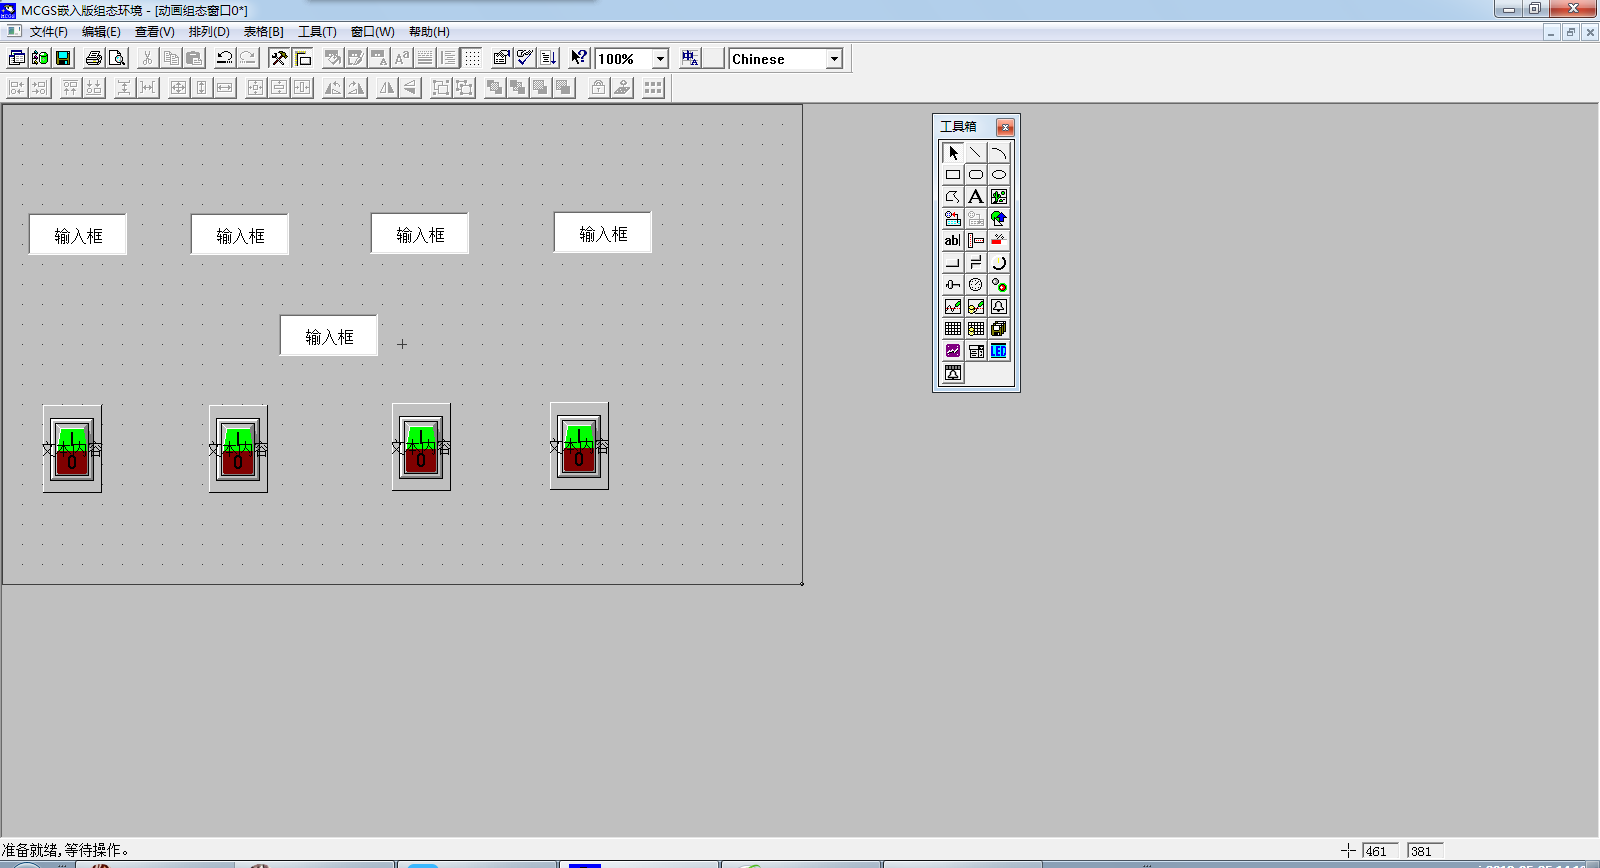 MCGS嵌入版组态环境 - [动画组态窗口0*]
文件(F) 编辑(E) 查看(V) 排列(D) 表格[B] 工具(T) 窗口(W) 帮助(H)
100% Chinese
工具箱
A
ab|
LED
输入框 输入框 输入框 输入框
输入框
I I I I
文本内容 文本内容 文本内容 文本内容
0 0 0 0
准备就绪,等待操作。 461 381